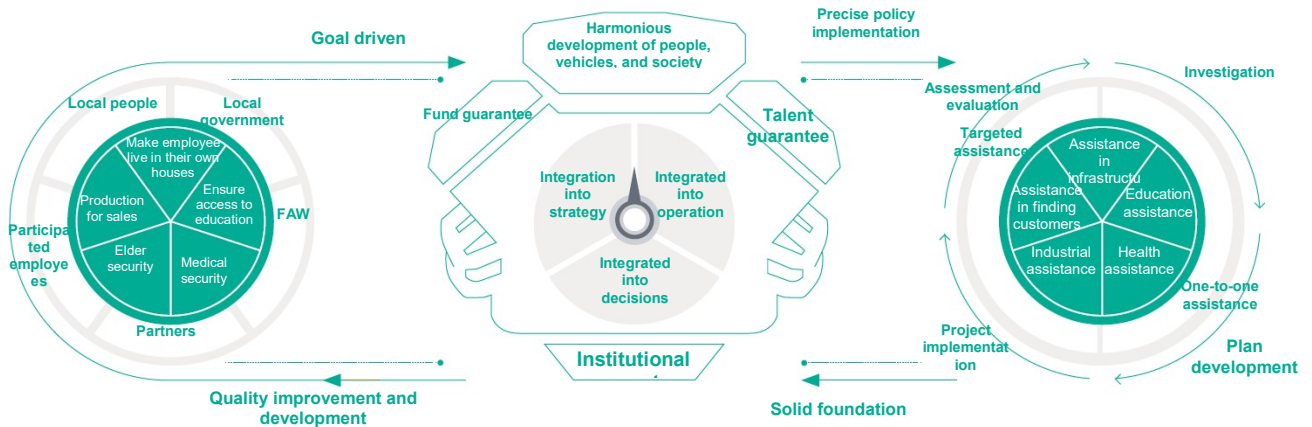 Goal driven
Local people
Local
government
Make employee
live in their own
houses
Production
for sales
Ensure
access to
education
Elder
security
Medical
security
FAW
Participa
ted
employe
es
Partners
Quality improvement and
development
Harmonious
development of people,
vehicles, and society
Fund guarantee
Talent
guarantee
Integration
into
strategy
Integrated
into
operation
Integrated
into
decisions
Institutional
Precise policy
implementation
Solid foundation
Assessment and
evaluation
Investigation
Targeted
assistance
Assistance
in
infrastructu
Assistance
in finding
customers
Education
assistance
Industrial
assistance
Health
assistance
One-to-one
assistance
Project
implementat
ion
Plan
development